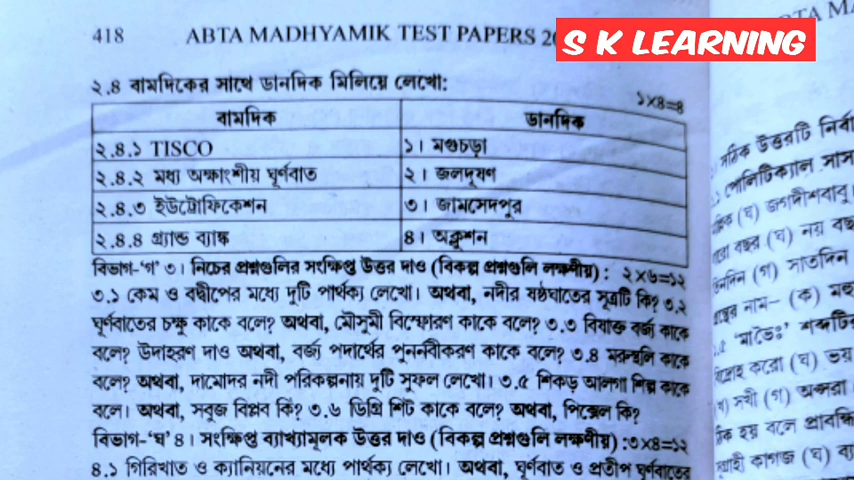 418 ABTA MADHYAMIK TEST PAPERS 20
S K LEARNING
২.৪ বামদিকের সাথে ডানদিক মিলিয়ে লেখো:
১×৪=৪
বামদিক ডানদিক
২.৪.১ TISCO ১। মগ্নচড়া
২.৪.২ মধ্য অক্ষাংশীয় ঘূর্ণবাত ২। জলদূষণ
২.৪.৩ ইউট্রোফিকেশন ৩। জামসেদপুর
২.৪.৪ গ্র্যান্ড ব্যাঙ্ক ৪। অক্লুশন
বিভাগ-‘গ’ ৩। নিচের প্রশ্নগুলির সংক্ষিপ্ত উত্তর দাও (বিকল্প প্রশ্নগুলি লক্ষণীয়) : ২×৬=১২
৩.১ কেম ও বদ্বীপের মধ্যে দুটি পার্থক্য লেখো। অথবা, নদীর ষষ্ঠঘাতের সূত্রটি কি? ৩.২
ঘূর্ণবাতের চক্ষু কাকে বলে? অথবা, মৌসুমী বিস্ফোরণ কাকে বলে? ৩.৩ বিষাক্ত বর্জ্য কাকে
বলে? উদাহরণ দাও অথবা, বর্জ্য পদার্থের পুনর্নবীকরণ কাকে বলে? ৩.৪ মরুস্থলি কাকে
বলে? অথবা, দামোদর নদী পরিকল্পনায় দুটি সুফল লেখো। ৩.৫ শিকড় আলগা শিল্প কাকে
বলে। অথবা, সবুজ বিপ্লব কি? ৩.৬ ডিগ্রি শিট কাকে বলে? অথবা, পিক্সেল কি?
বিভাগ-‘ঘ’ ৪। সংক্ষিপ্ত ব্যাখ্যামূলক উত্তর দাও (বিকল্প প্রশ্নগুলি লক্ষণীয়) :৩×৪=১২
৪.১ গিরিখাত ও ক্যানিয়নের মধ্যে পার্থক্য লেখো। অথবা, ঘূর্ণবাত ও প্রতীপ ঘূর্ণবাতের
TA
সঠিক উত্তরটি নির্বা
পোলিটিক্যাল সাস
(ঘ) জগদীশবাবু।
বছর (ঘ) নয় বছ
তিনদিন (গ) সাতদিন
নাম– (ক)
‘মাভৈঃ’ শব্দটির
করো (ঘ) ভয়
সখী (গ) অপ্সরা
হয় বলে প্রাবন্ধি
কাগজ (ঘ) ব্য